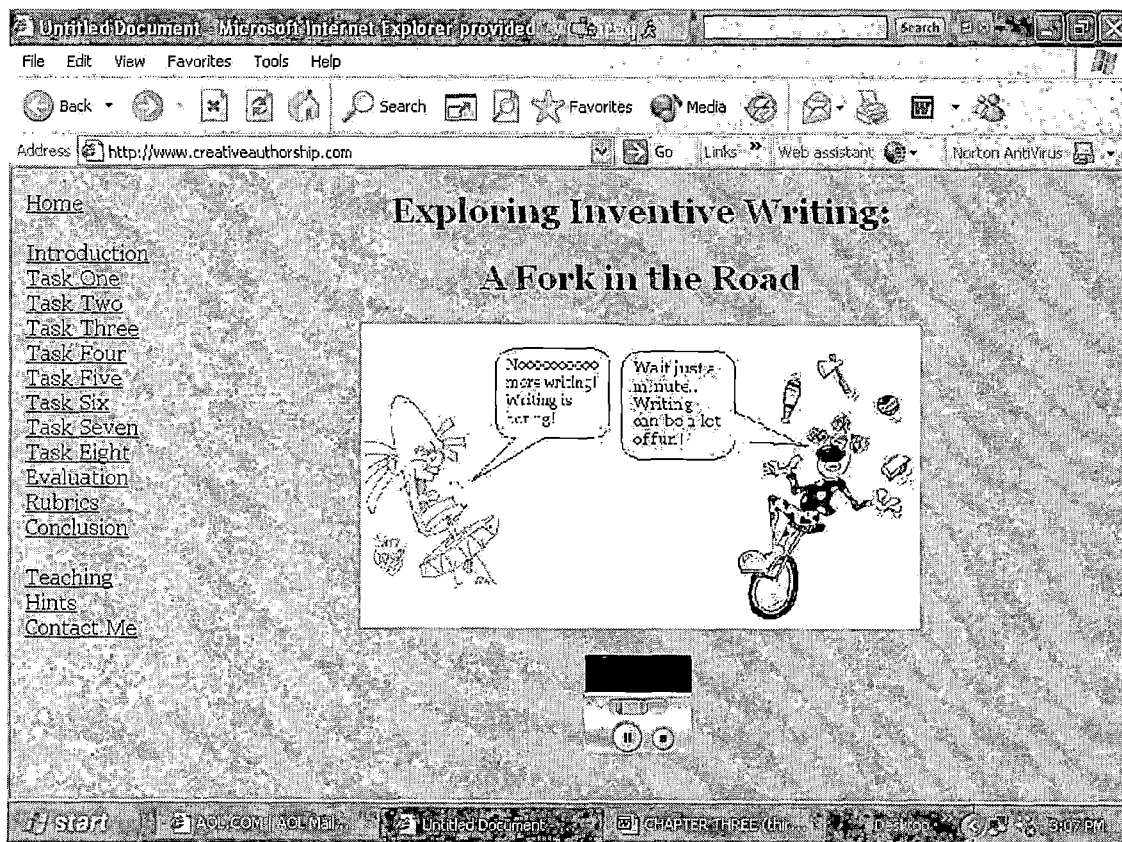 Untitled Document - Microsoft Internet Explorer provided
Search
File Edit View Favorites Tools Help
Back Search Favorites Media
Address http://www.creativeauthorship.com Go Links Web assistant Norton AntiVirus
Home
Introduction
Task One
Task Two
Task Three
Task Four
Task Five
Task Six
Task Seven
Task Eight
Evaluation
Rubrics
Conclusion
Teaching
Hints
Contact Me
Exploring Inventive Writing:
A Fork in the Road
Nooooooooo
more writing!
Writing is
Wait just a
minute..
Writing
can be a lot
of fun!
start AOL.COM | AOL Mail... Untitled Document... CHAPTER THREE (thir... Desktop 3:07 PM